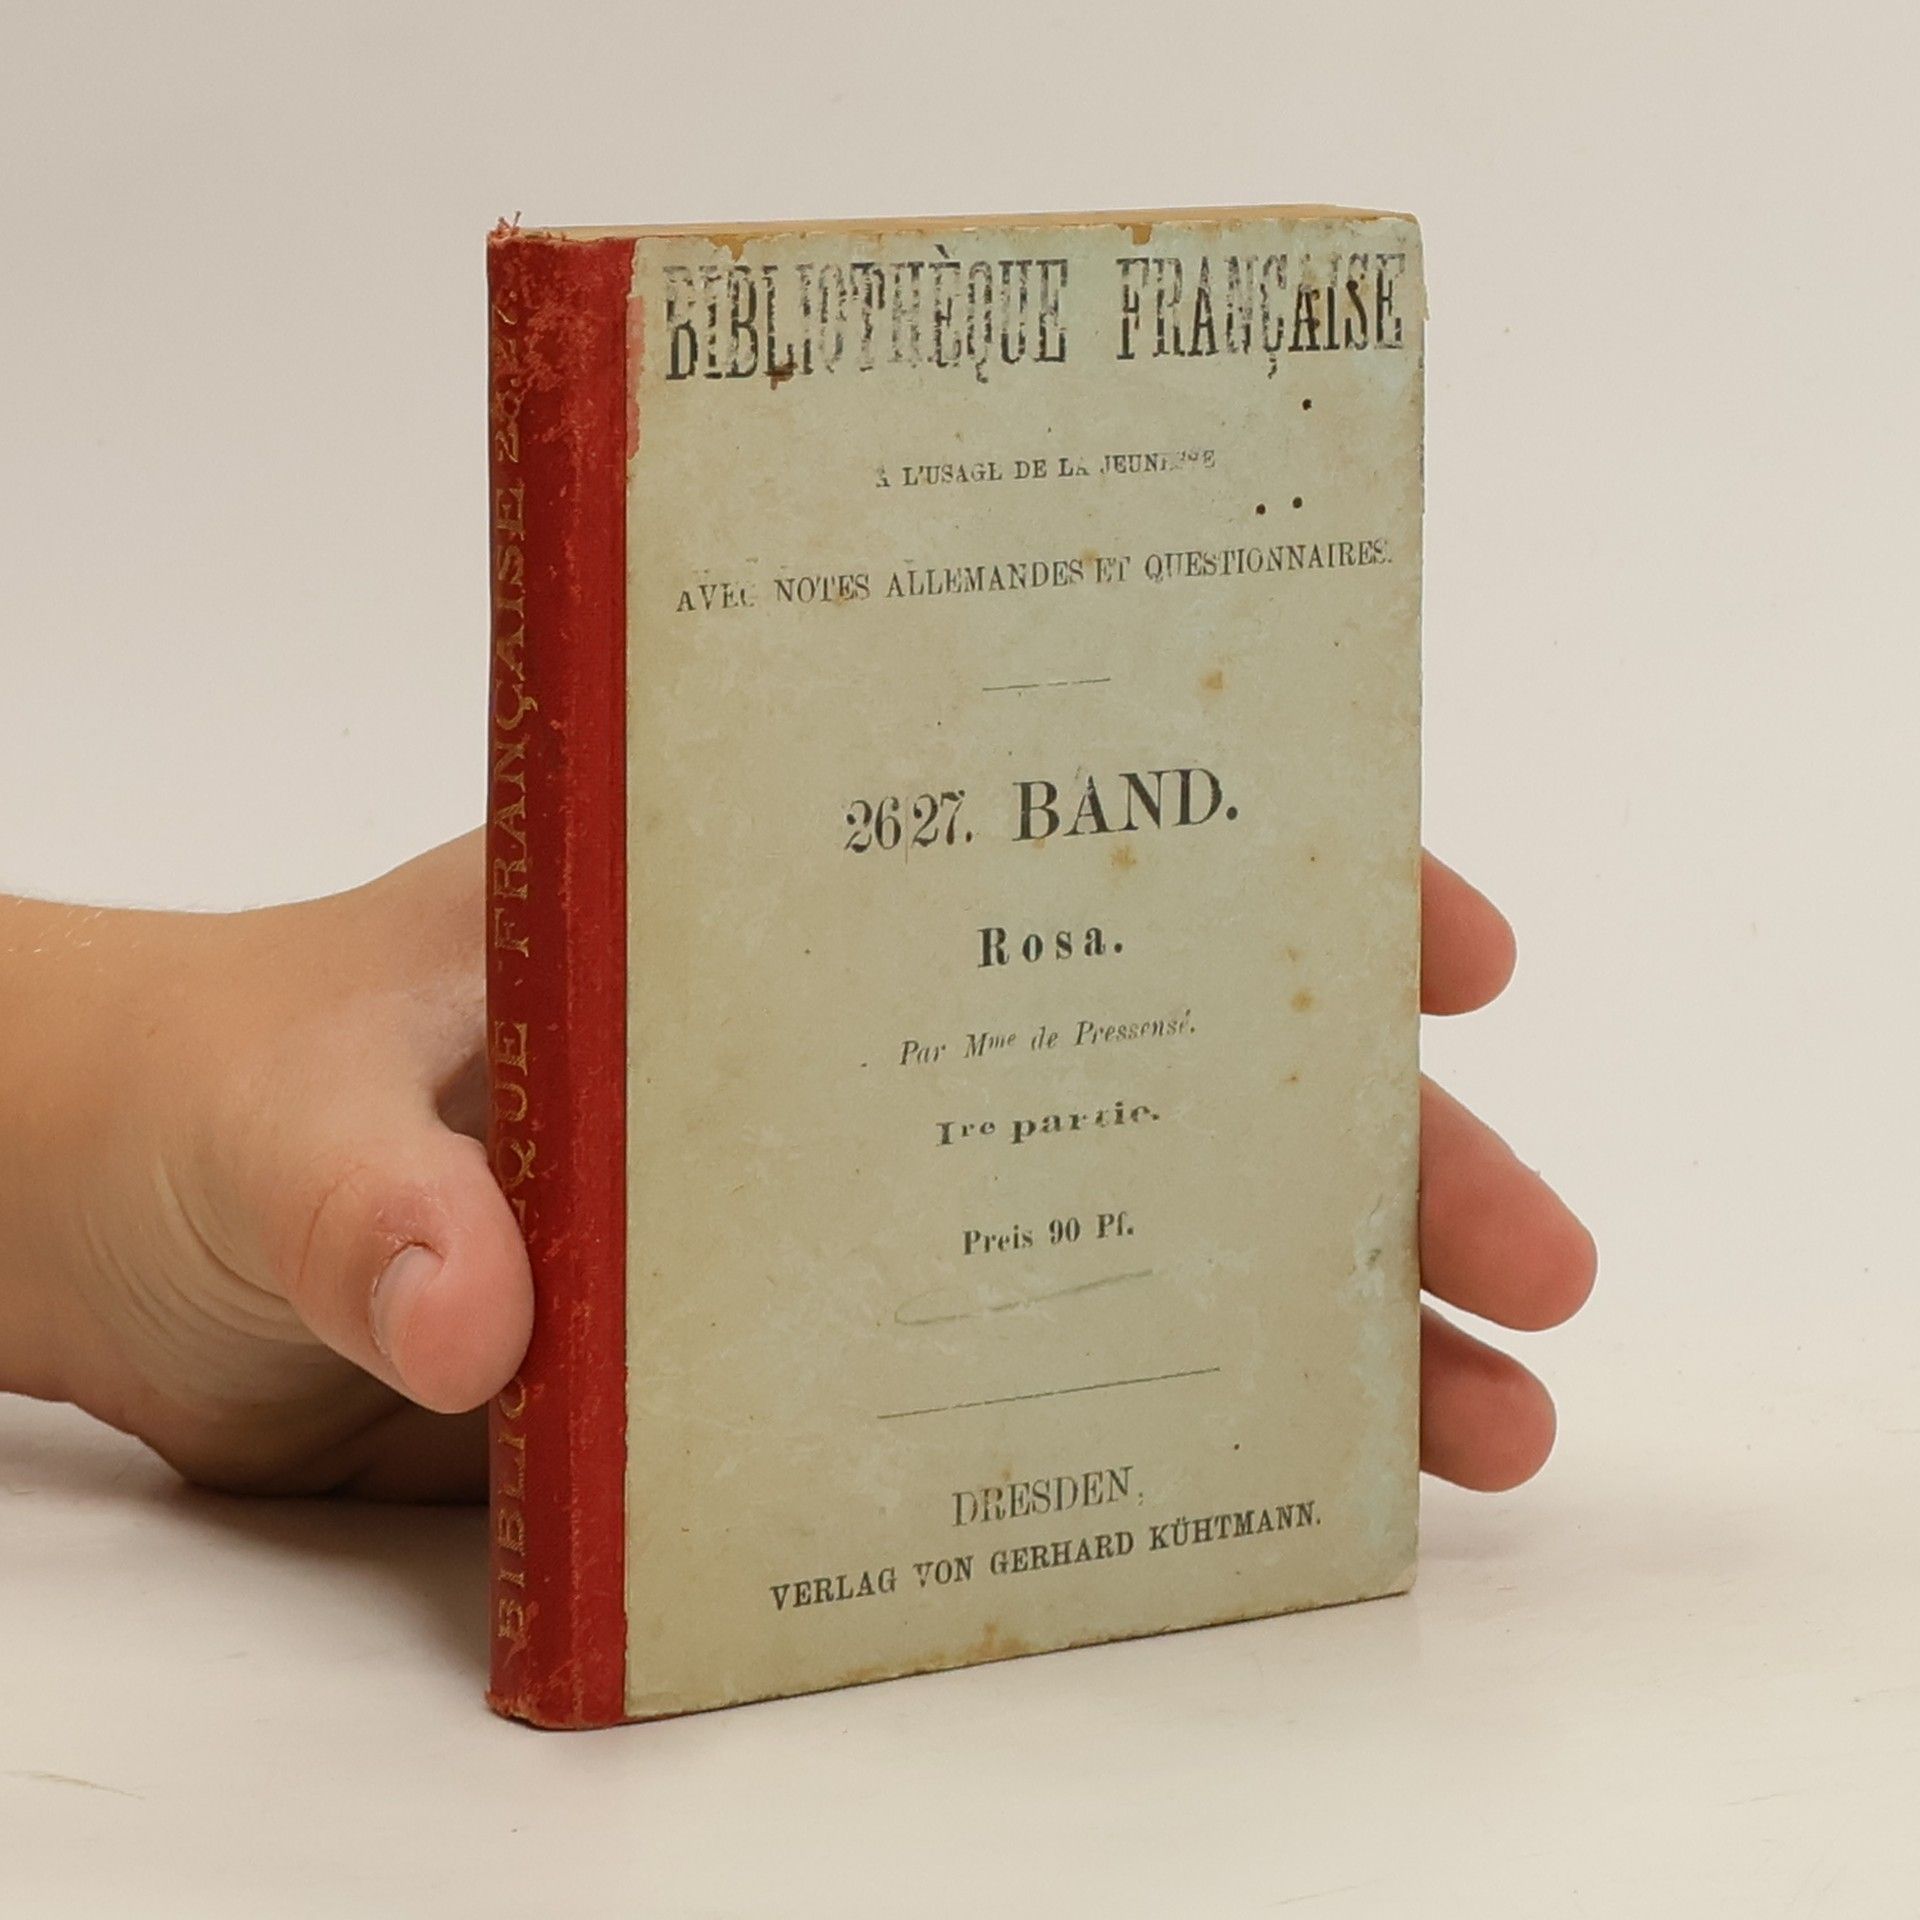 BIBLIOTHÈQUE FRANÇAISE
À L'USAGE DE LA JEUNESSE
AVEC NOTES ALLEMANDES ET QUESTIONNAIRES.
26|27. BAND.
Rosa.
Par Mme de Pressensé.
Ire partie.
Preis 90 Pf.
DRESDEN,
VERLAG VON GERHARD KÜHTMANN.
FRANÇAISE